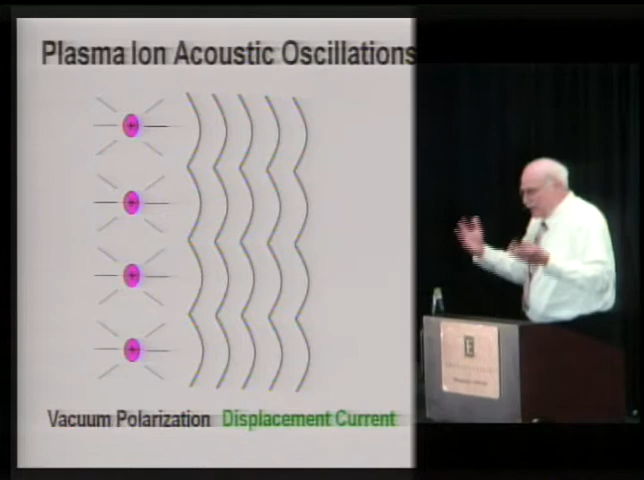 Plasma Ion Acoustic Oscillations
+
+
+
+
Vacuum Polarization Displacement Current
E